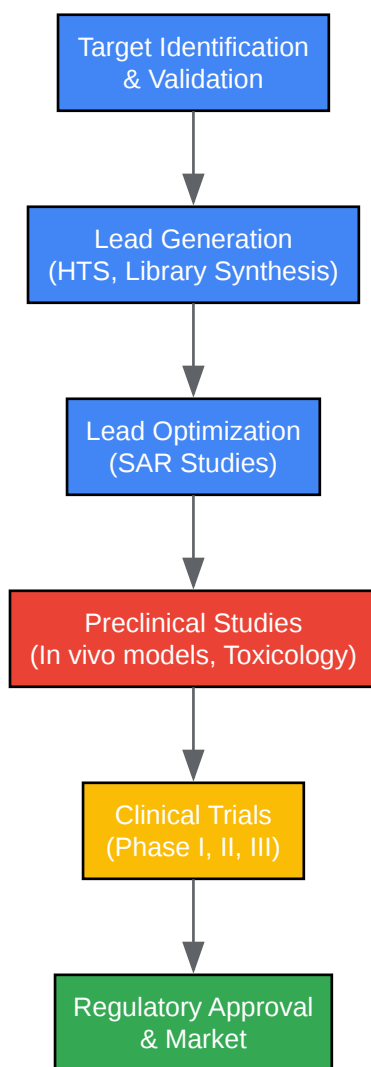 Target Identification
& Validation
Lead Generation
(HTS, Library Synthesis)
Lead Optimization
(SAR Studies)
Preclinical Studies
(In vivo models, Toxicology)
Clinical Trials
(Phase I, II, III)
Regulatory Approval
& Market